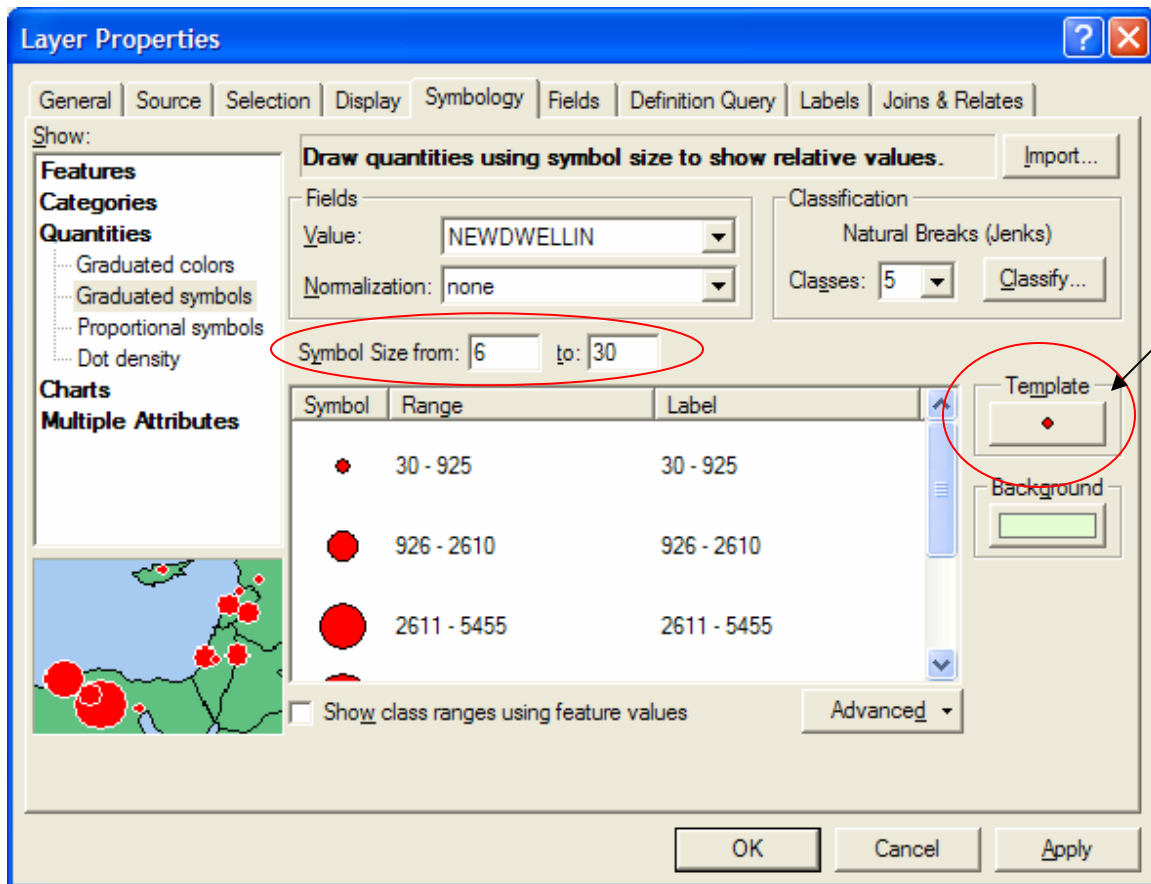 Layer Properties
General Source Selection Display Symbology Fields Definition Query Labels Joins & Relates
Show:
Features
Categories
Quantities
Graduated colors
Graduated symbols
Proportional symbols
Dot density
Charts
Multiple Attributes
Draw quantities using symbol size to show relative values.
Import...
Fields
Value: NEWDWELLIN
Normalization: none
Classification
Natural Breaks (Jenks)
Classes: 5 Classify...
Symbol Size from: 6 to: 30
Symbol Range Label
30 - 925 30 - 925
926 - 2610 926 - 2610
2611 - 5455 2611 - 5455
Template
Background
Show class ranges using feature values
Advanced
OK Cancel Apply